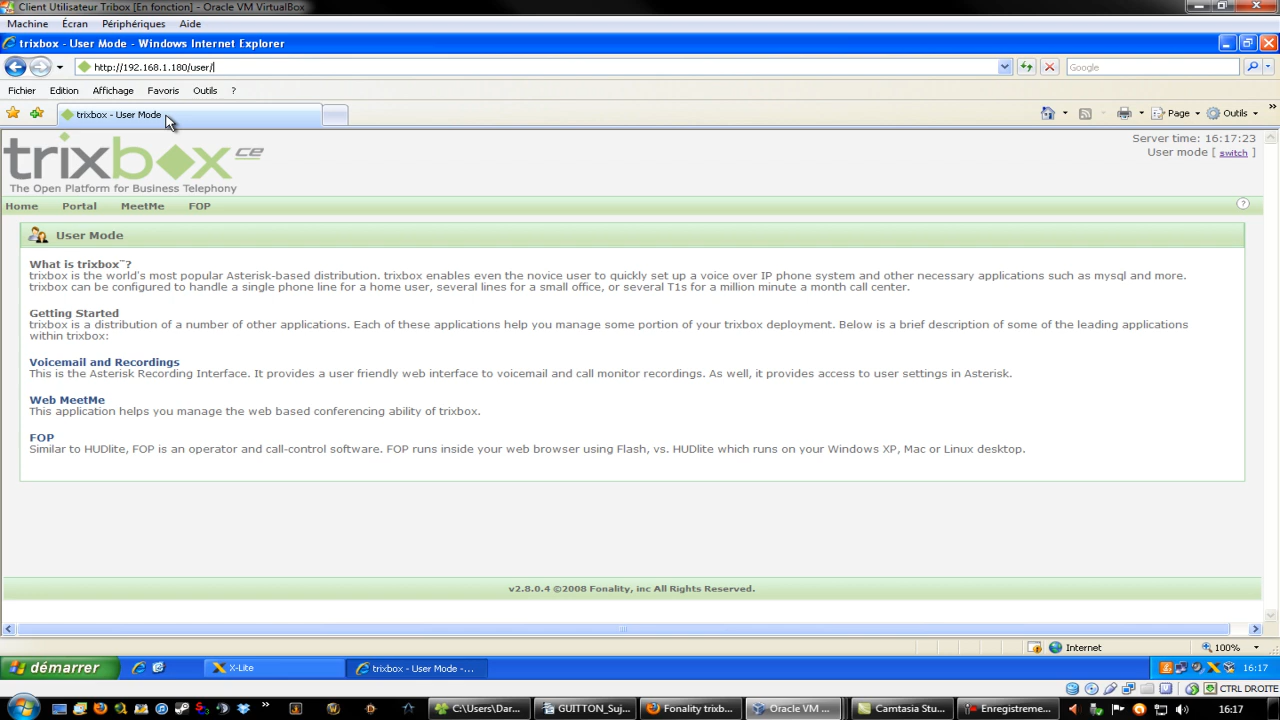 Client Utilisateur Tribox [En fonction] - Oracle VM VirtualBox
Machine Écran Périphériques Aide
trixbox - User Mode - Windows Internet Explorer
http://192.168.1.180/user/
Google
Fichier Edition Affichage Favoris Outils ?
trixbox - User Mode
Page Outils »
trixbox ce
The Open Platform for Business Telephony
Server time: 16:17:23
User mode [ switch ]
Home Portal MeetMe FOP ?
User Mode
What is trixbox™?
trixbox is the world's most popular Asterisk-based distribution. trixbox enables even the novice user to quickly set up a voice over IP phone system and other necessary applications such as mysql and more.
trixbox can be configured to handle a single phone line for a home user, several lines for a small office, or several T1s for a million minute a month call center.
Getting Started
trixbox is a distribution of a number of other applications. Each of these applications help you manage some portion of your trixbox deployment. Below is a brief description of some of the leading applications
within trixbox:
Voicemail and Recordings
This is the Asterisk Recording Interface. It provides a user friendly web interface to voicemail and call monitor recordings. As well, it provides access to user settings in Asterisk.
Web MeetMe
This application helps you manage the web based conferencing ability of trixbox.
FOP
Similar to HUDlite, FOP is an operator and call-control software. FOP runs inside your web browser using Flash, vs. HUDlite which runs on your Windows XP, Mac or Linux desktop.
v2.8.0.4 ©2008 Fonality, inc All Rights Reserved.
Internet 100%
démarrer X-Lite trixbox - User Mode -... 16:17
CTRL DROITE
C:\Users\Dar... GUITTON_Suj... Fonality trixb... Oracle VM ... Camtasia Stu... Enregistreme... 16:17